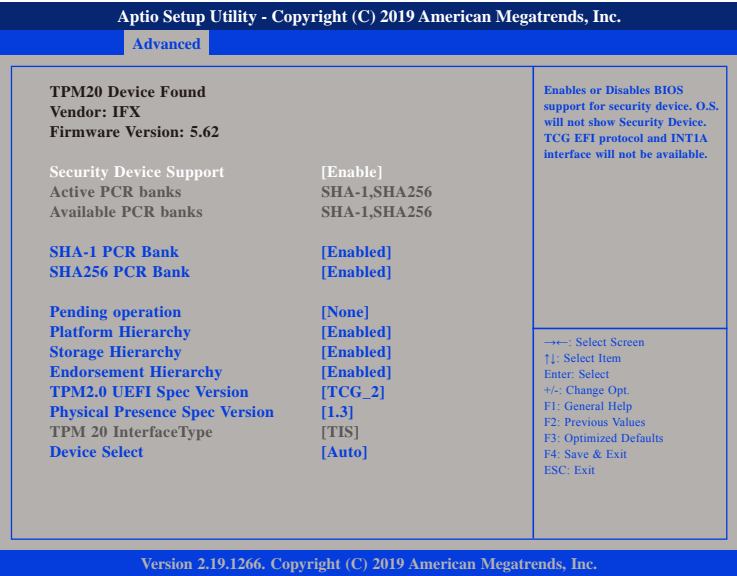 Aptio Setup Utility - Copyright (C) 2019 American Megatrends, Inc.
Advanced
TPM20 Device Found
Vendor: IFX
Firmware Version: 5.62
Security Device Support [Enable]
Active PCR banks SHA-1,SHA256
Available PCR banks SHA-1,SHA256
SHA-1 PCR Bank [Enabled]
SHA256 PCR Bank [Enabled]
Pending operation [None]
Platform Hierarchy [Enabled]
Storage Hierarchy [Enabled]
Endorsement Hierarchy [Enabled]
TPM2.0 UEFI Spec Version [TCG_2]
Physical Presence Spec Version [1.3]
TPM 20 InterfaceType [TIS]
Device Select [Auto]
Enables or Disables BIOS
support for security device. O.S.
will not show Security Device.
TCG EFI protocol and INT1A
interface will not be available.
→←: Select Screen
↑↓: Select Item
Enter: Select
+/-: Change Opt.
F1: General Help
F2: Previous Values
F3: Optimized Defaults
F4: Save & Exit
ESC: Exit
Version 2.19.1266. Copyright (C) 2019 American Megatrends, Inc.